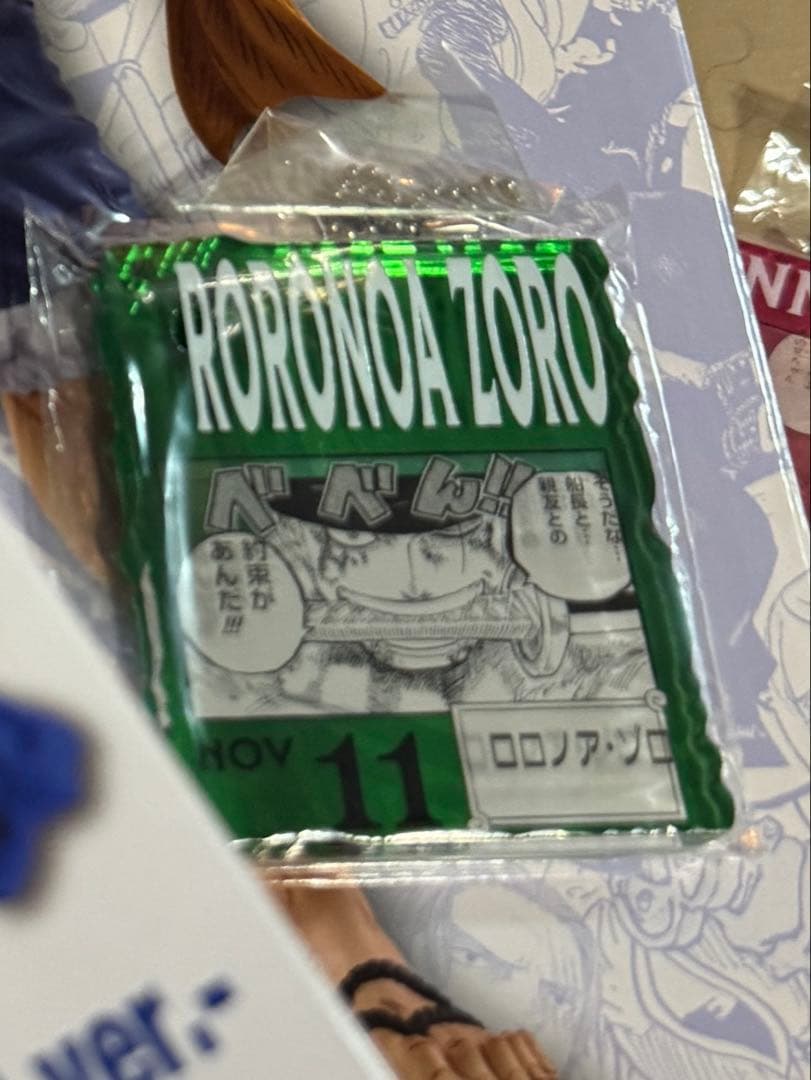 RORONOA ZORO
べべん!!
そうだな…
船長と…
親友との
約束が
あんだ!!!
NOV 11
ロロノア・ゾロ
NI
ver.-